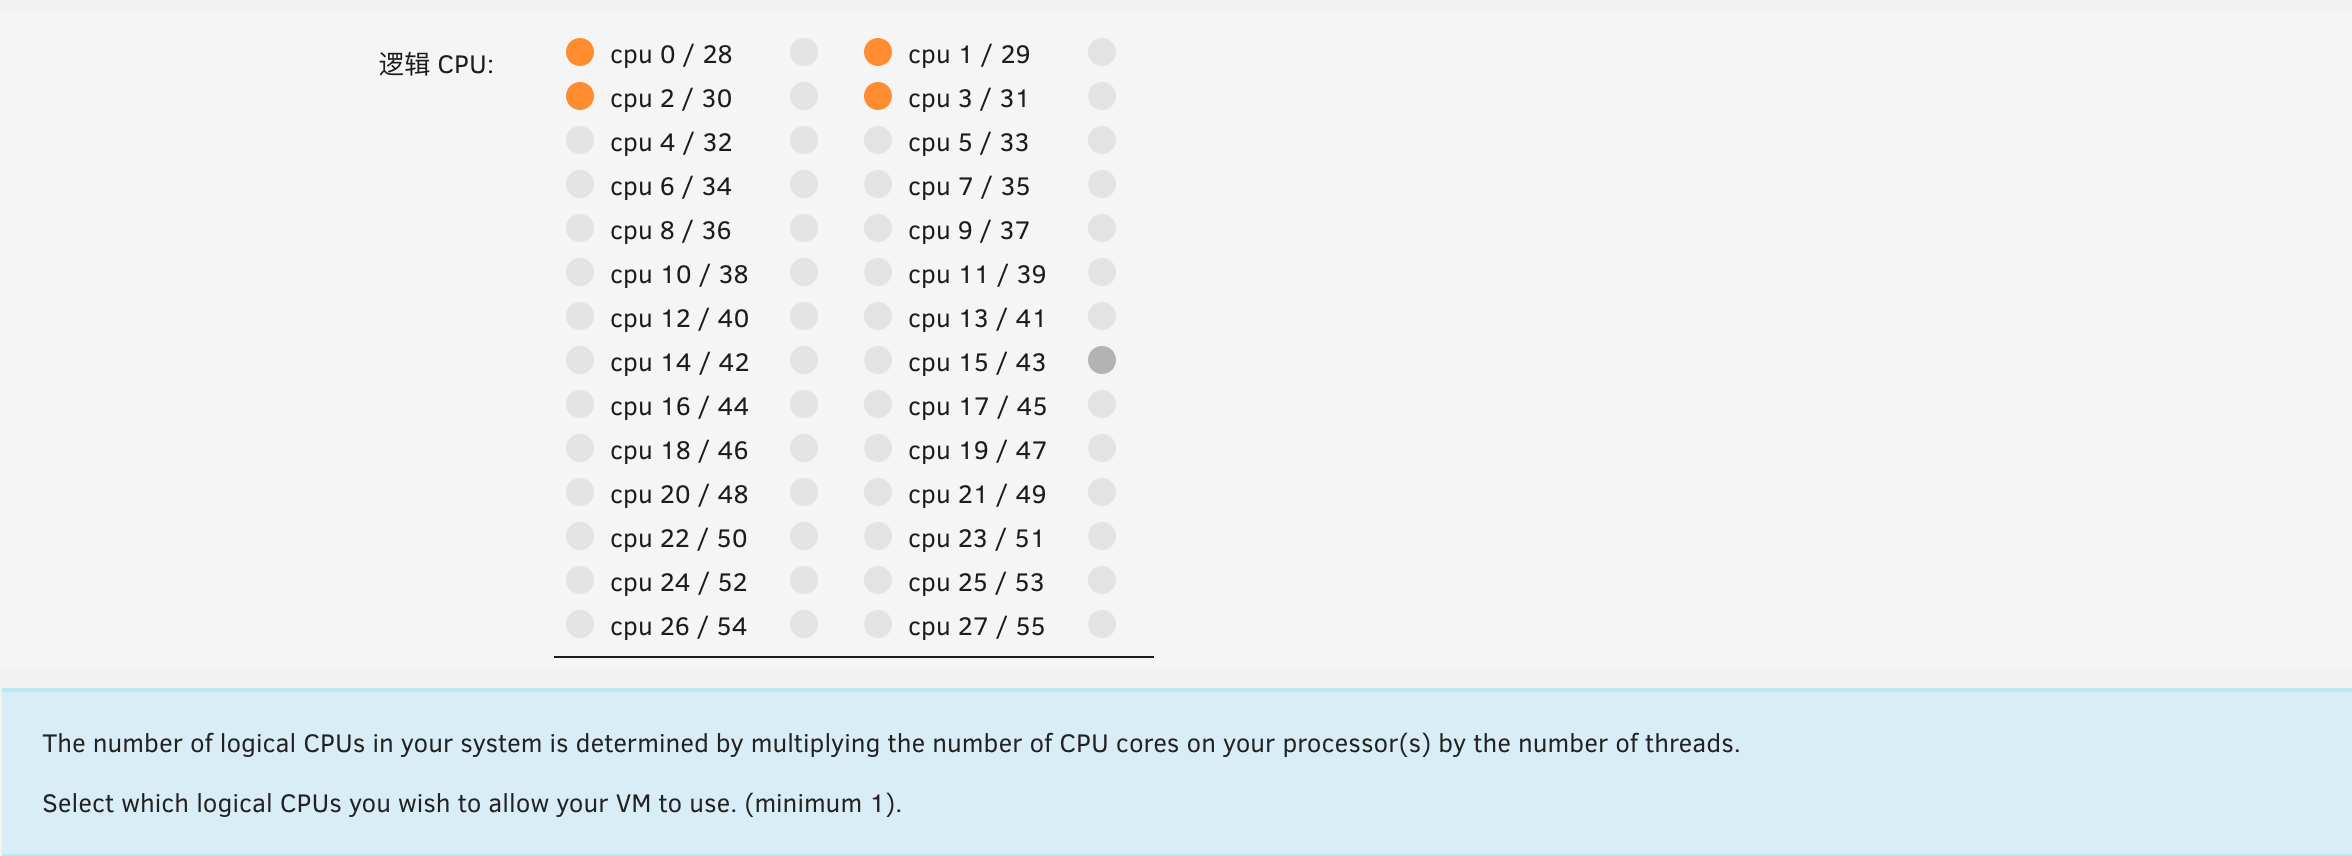 逻辑 CPU:
cpu 0 / 28 cpu 1 / 29
cpu 2 / 30 cpu 3 / 31
cpu 4 / 32 cpu 5 / 33
cpu 6 / 34 cpu 7 / 35
cpu 8 / 36 cpu 9 / 37
cpu 10 / 38 cpu 11 / 39
cpu 12 / 40 cpu 13 / 41
cpu 14 / 42 cpu 15 / 43
cpu 16 / 44 cpu 17 / 45
cpu 18 / 46 cpu 19 / 47
cpu 20 / 48 cpu 21 / 49
cpu 22 / 50 cpu 23 / 51
cpu 24 / 52 cpu 25 / 53
cpu 26 / 54 cpu 27 / 55
The number of logical CPUs in your system is determined by multiplying the number of CPU cores on your processor(s) by the number of threads.
Select which logical CPUs you wish to allow your VM to use. (minimum 1).